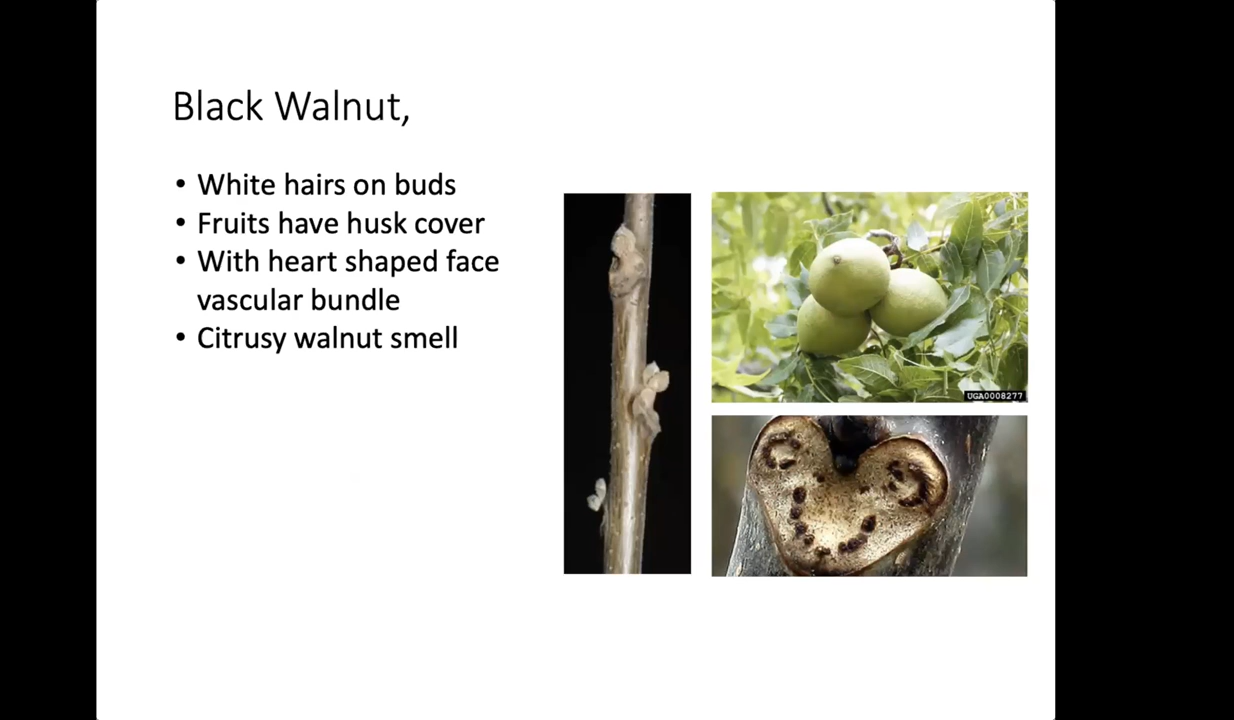 Black Walnut,
• White hairs on buds
• Fruits have husk cover
• With heart shaped face
vascular bundle
• Citrusy walnut smell
UGA0008277